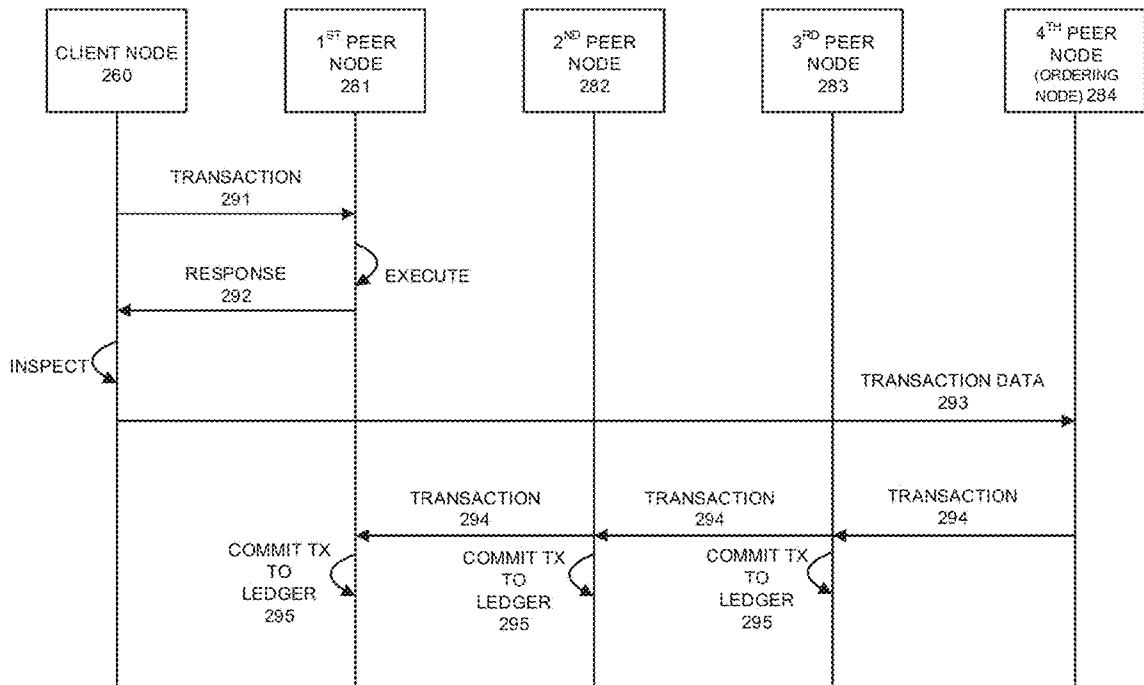 CLIENT NODE
260
1ST PEER
NODE
281
2ND PEER
NODE
282
3RD PEER
NODE
283
4TH PEER
NODE
(ORDERING
NODE) 284
TRANSACTION
291
EXECUTE
RESPONSE
292
INSPECT
TRANSACTION DATA
293
TRANSACTION
294
TRANSACTION
294
TRANSACTION
294
COMMIT TX
TO
LEDGER
295
COMMIT TX
TO
LEDGER
295
COMMIT TX
TO
LEDGER
295